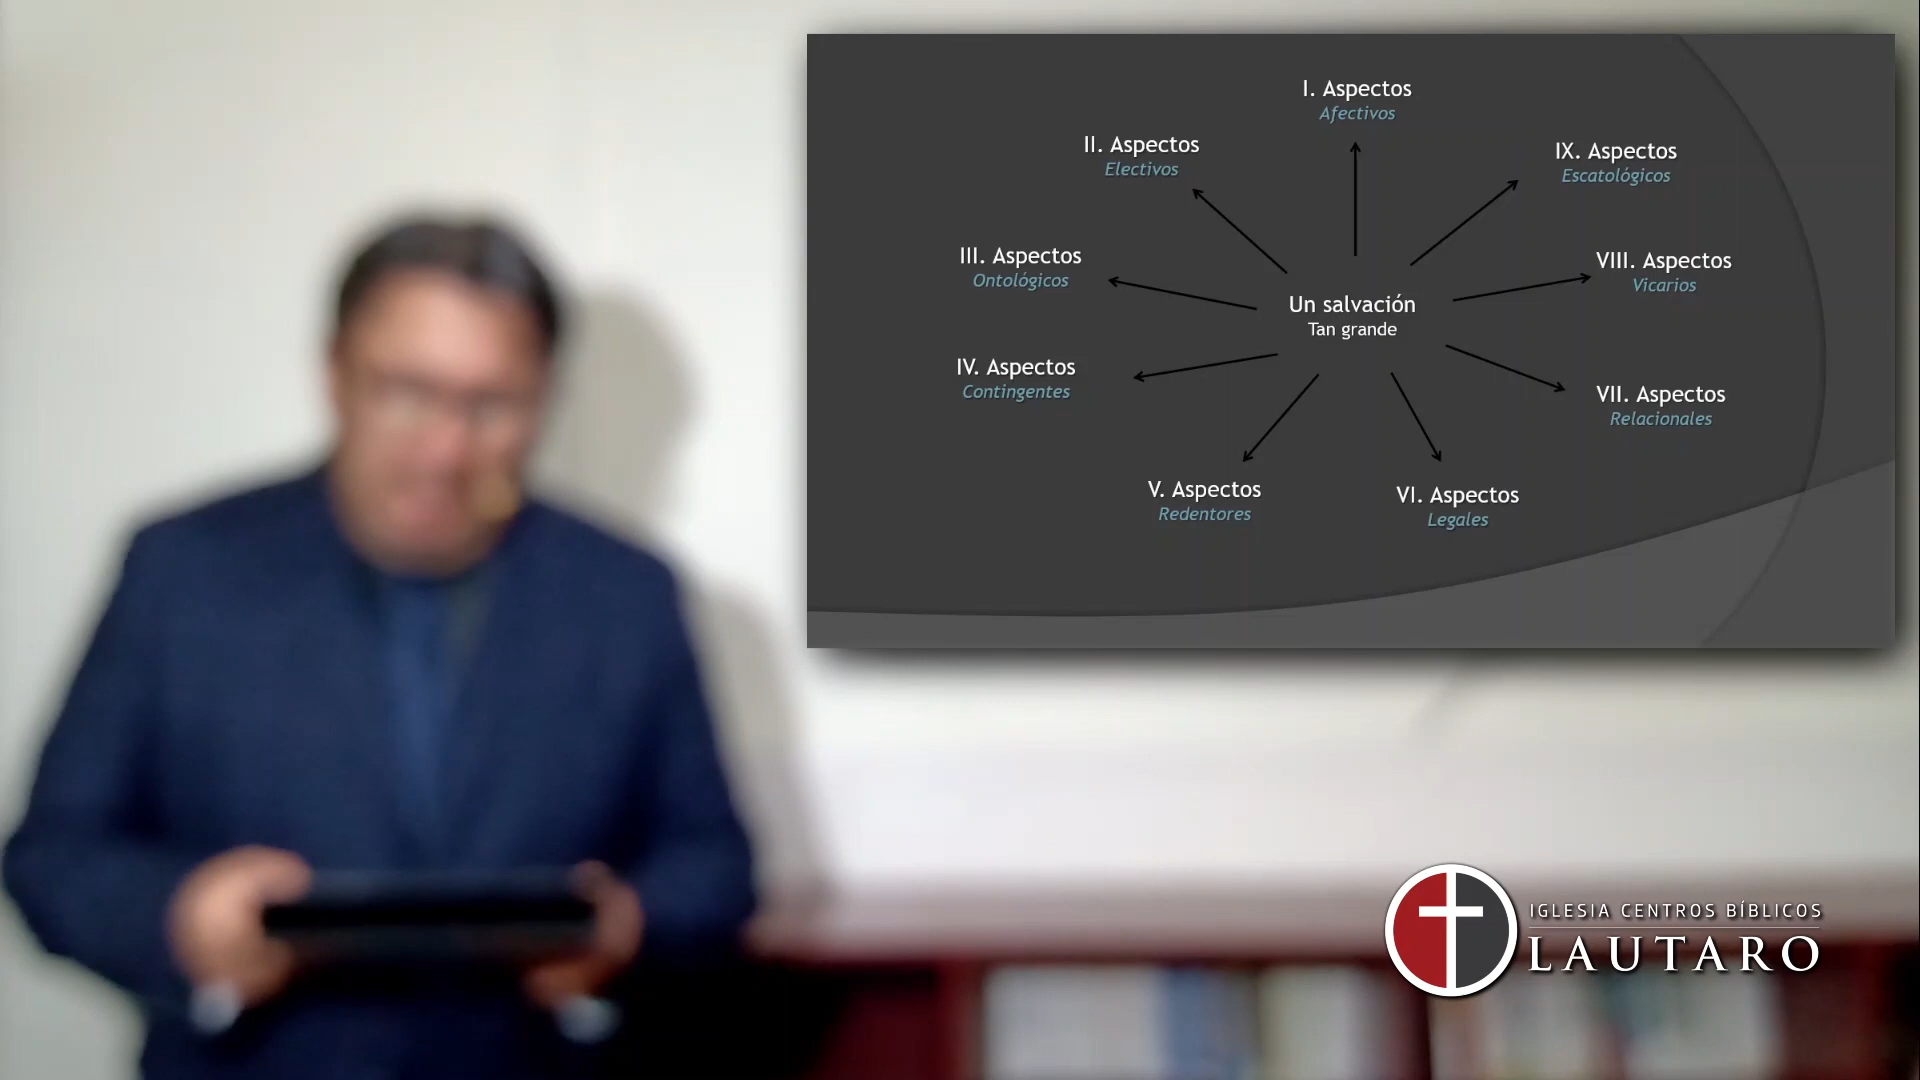 I. Aspectos
Afectivos
II. Aspectos
Electivos
III. Aspectos
Ontológicos
IV. Aspectos
Contingentes
V. Aspectos
Redentores
VI. Aspectos
Legales
VII. Aspectos
Relacionales
VIII. Aspectos
Vicarios
IX. Aspectos
Escatológicos
Un salvación
Tan grande
IGLESIA CENTROS BÍBLICOS
LAUTARO